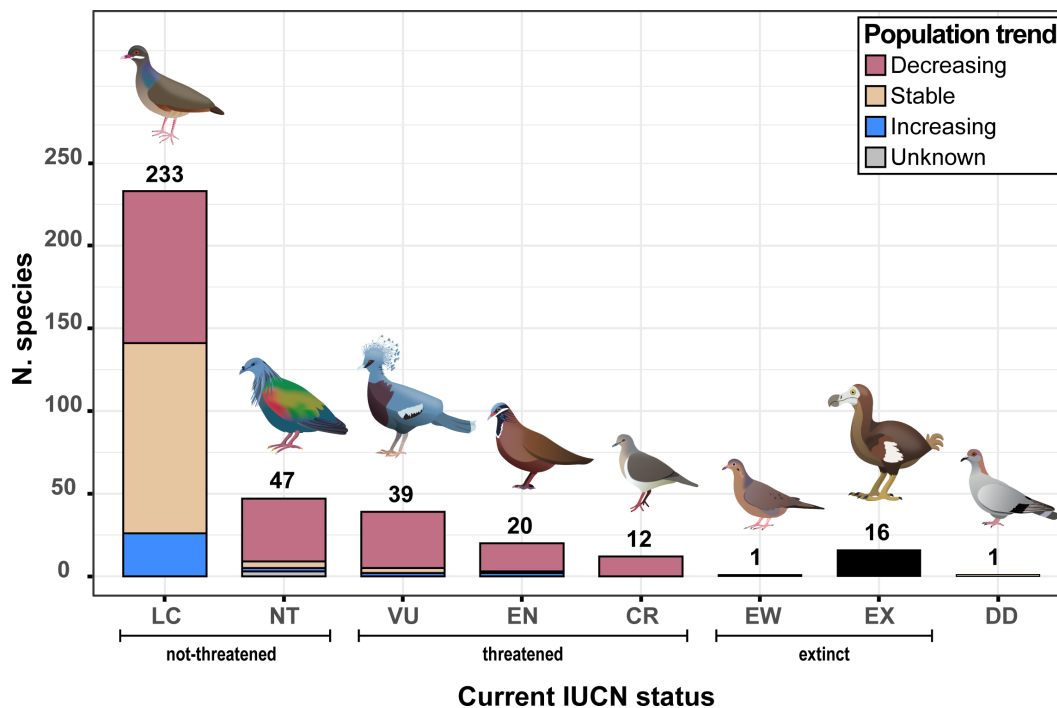 Population trend
Decreasing
Stable
Increasing
Unknown
N. species
250
200
150
100
50
0
233
47
39
20
12
1
16
1
LC NT VU EN CR EW EX DD
not-threatened threatened extinct
Current IUCN status